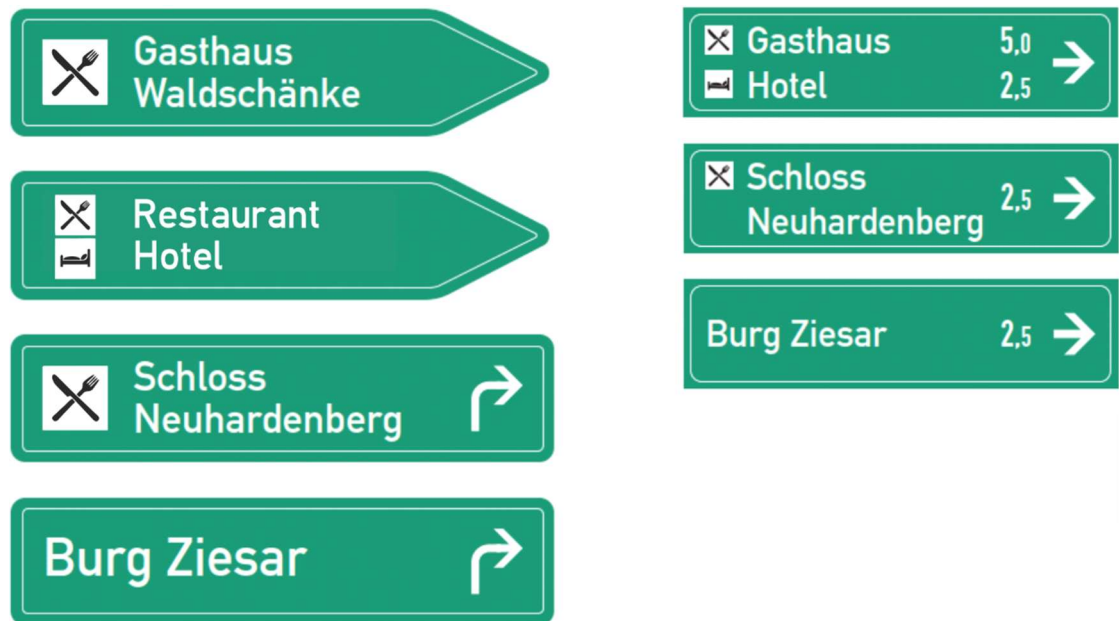 Gasthaus
Waldschänke
Restaurant
Hotel
Schloss
Neuhardenberg
Burg Ziesar
Gasthaus 5,0
Hotel 2,5
Schloss
Neuhardenberg 2,5
Burg Ziesar 2,5